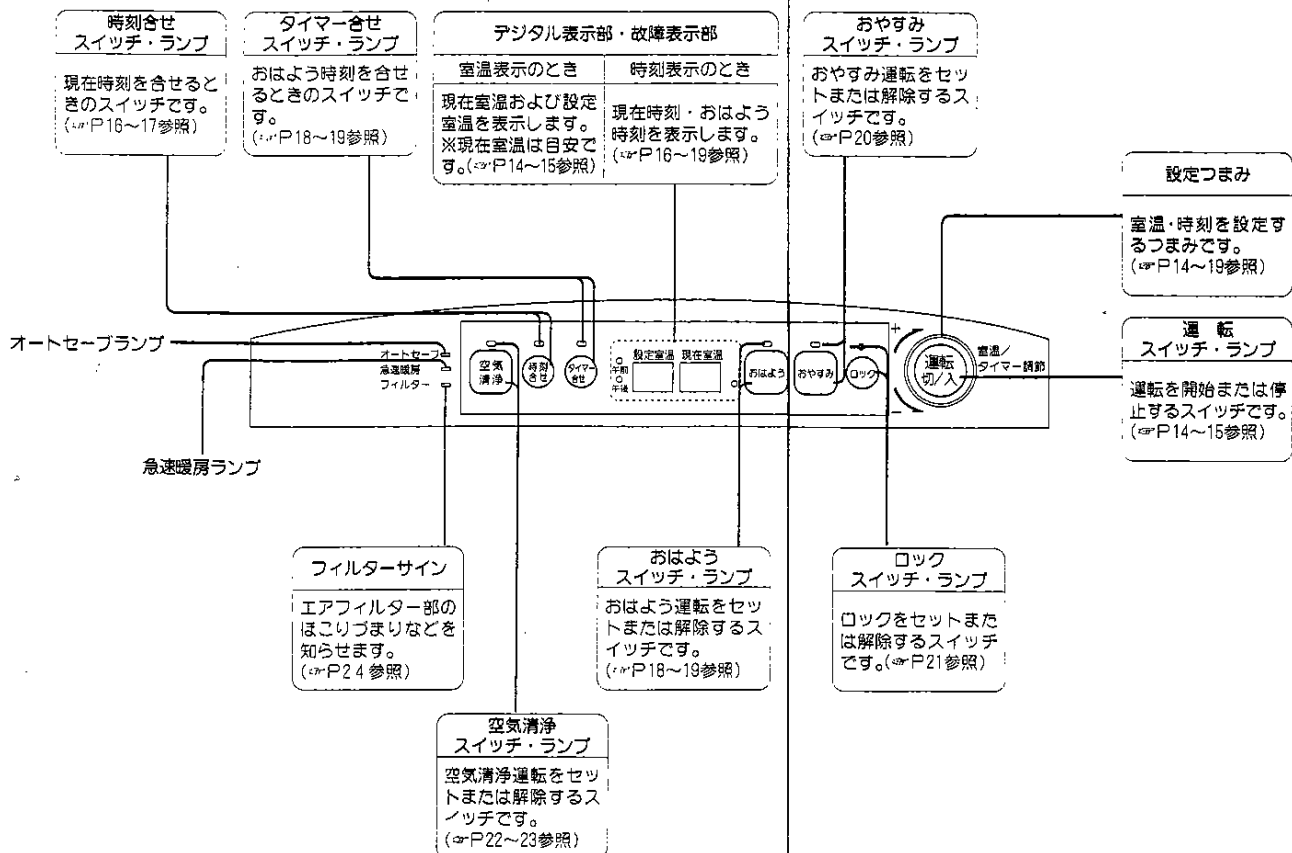 時刻合せ
スイッチ・ランプ
現在時刻を合せると
きのスイッチです。
(☞P16〜17参照)
タイマー合せ
スイッチ・ランプ
おはよう時刻を合せ
るときのスイッチで
す。
(☞P18〜19参照)
デジタル表示部・故障表示部
室温表示のとき
現在室温および設定
室温を表示します。
※現在室温は目安で
す。(☞P14〜15参照)
時刻表示のとき
現在時刻・おはよう
時刻を表示します。
(☞P16〜19参照)
おやすみ
スイッチ・ランプ
おやすみ運転をセッ
トまたは解除するス
イッチです。
(☞P20参照)
設定つまみ
室温・時刻を設定す
るつまみです。
(☞P14〜19参照)
運 転
スイッチ・ランプ
運転を開始または停
止するスイッチです。
(☞P14〜15参照)
オートセーブランプ
急速暖房ランプ
オートセーブ
急速暖房
フィルター
空気
清浄
時刻
合せ
タイマー
合せ
午前
午後
設定室温 現在室温
おはよう
おやすみ
ロック
+
−
運転
切/入
室温/
タイマー調節
フィルターサイン
エアフィルター部の
ほこりづまりなどを
知らせます。
(☞P24参照)
おはよう
スイッチ・ランプ
おはよう運転をセッ
トまたは解除するス
イッチです。
(☞P18〜19参照)
ロック
スイッチ・ランプ
ロックをセットまた
は解除するスイッチ
です。(☞P21参照)
空気清浄
スイッチ・ランプ
空気清浄運転をセッ
トまたは解除するス
イッチです。
(☞P22〜23参照)